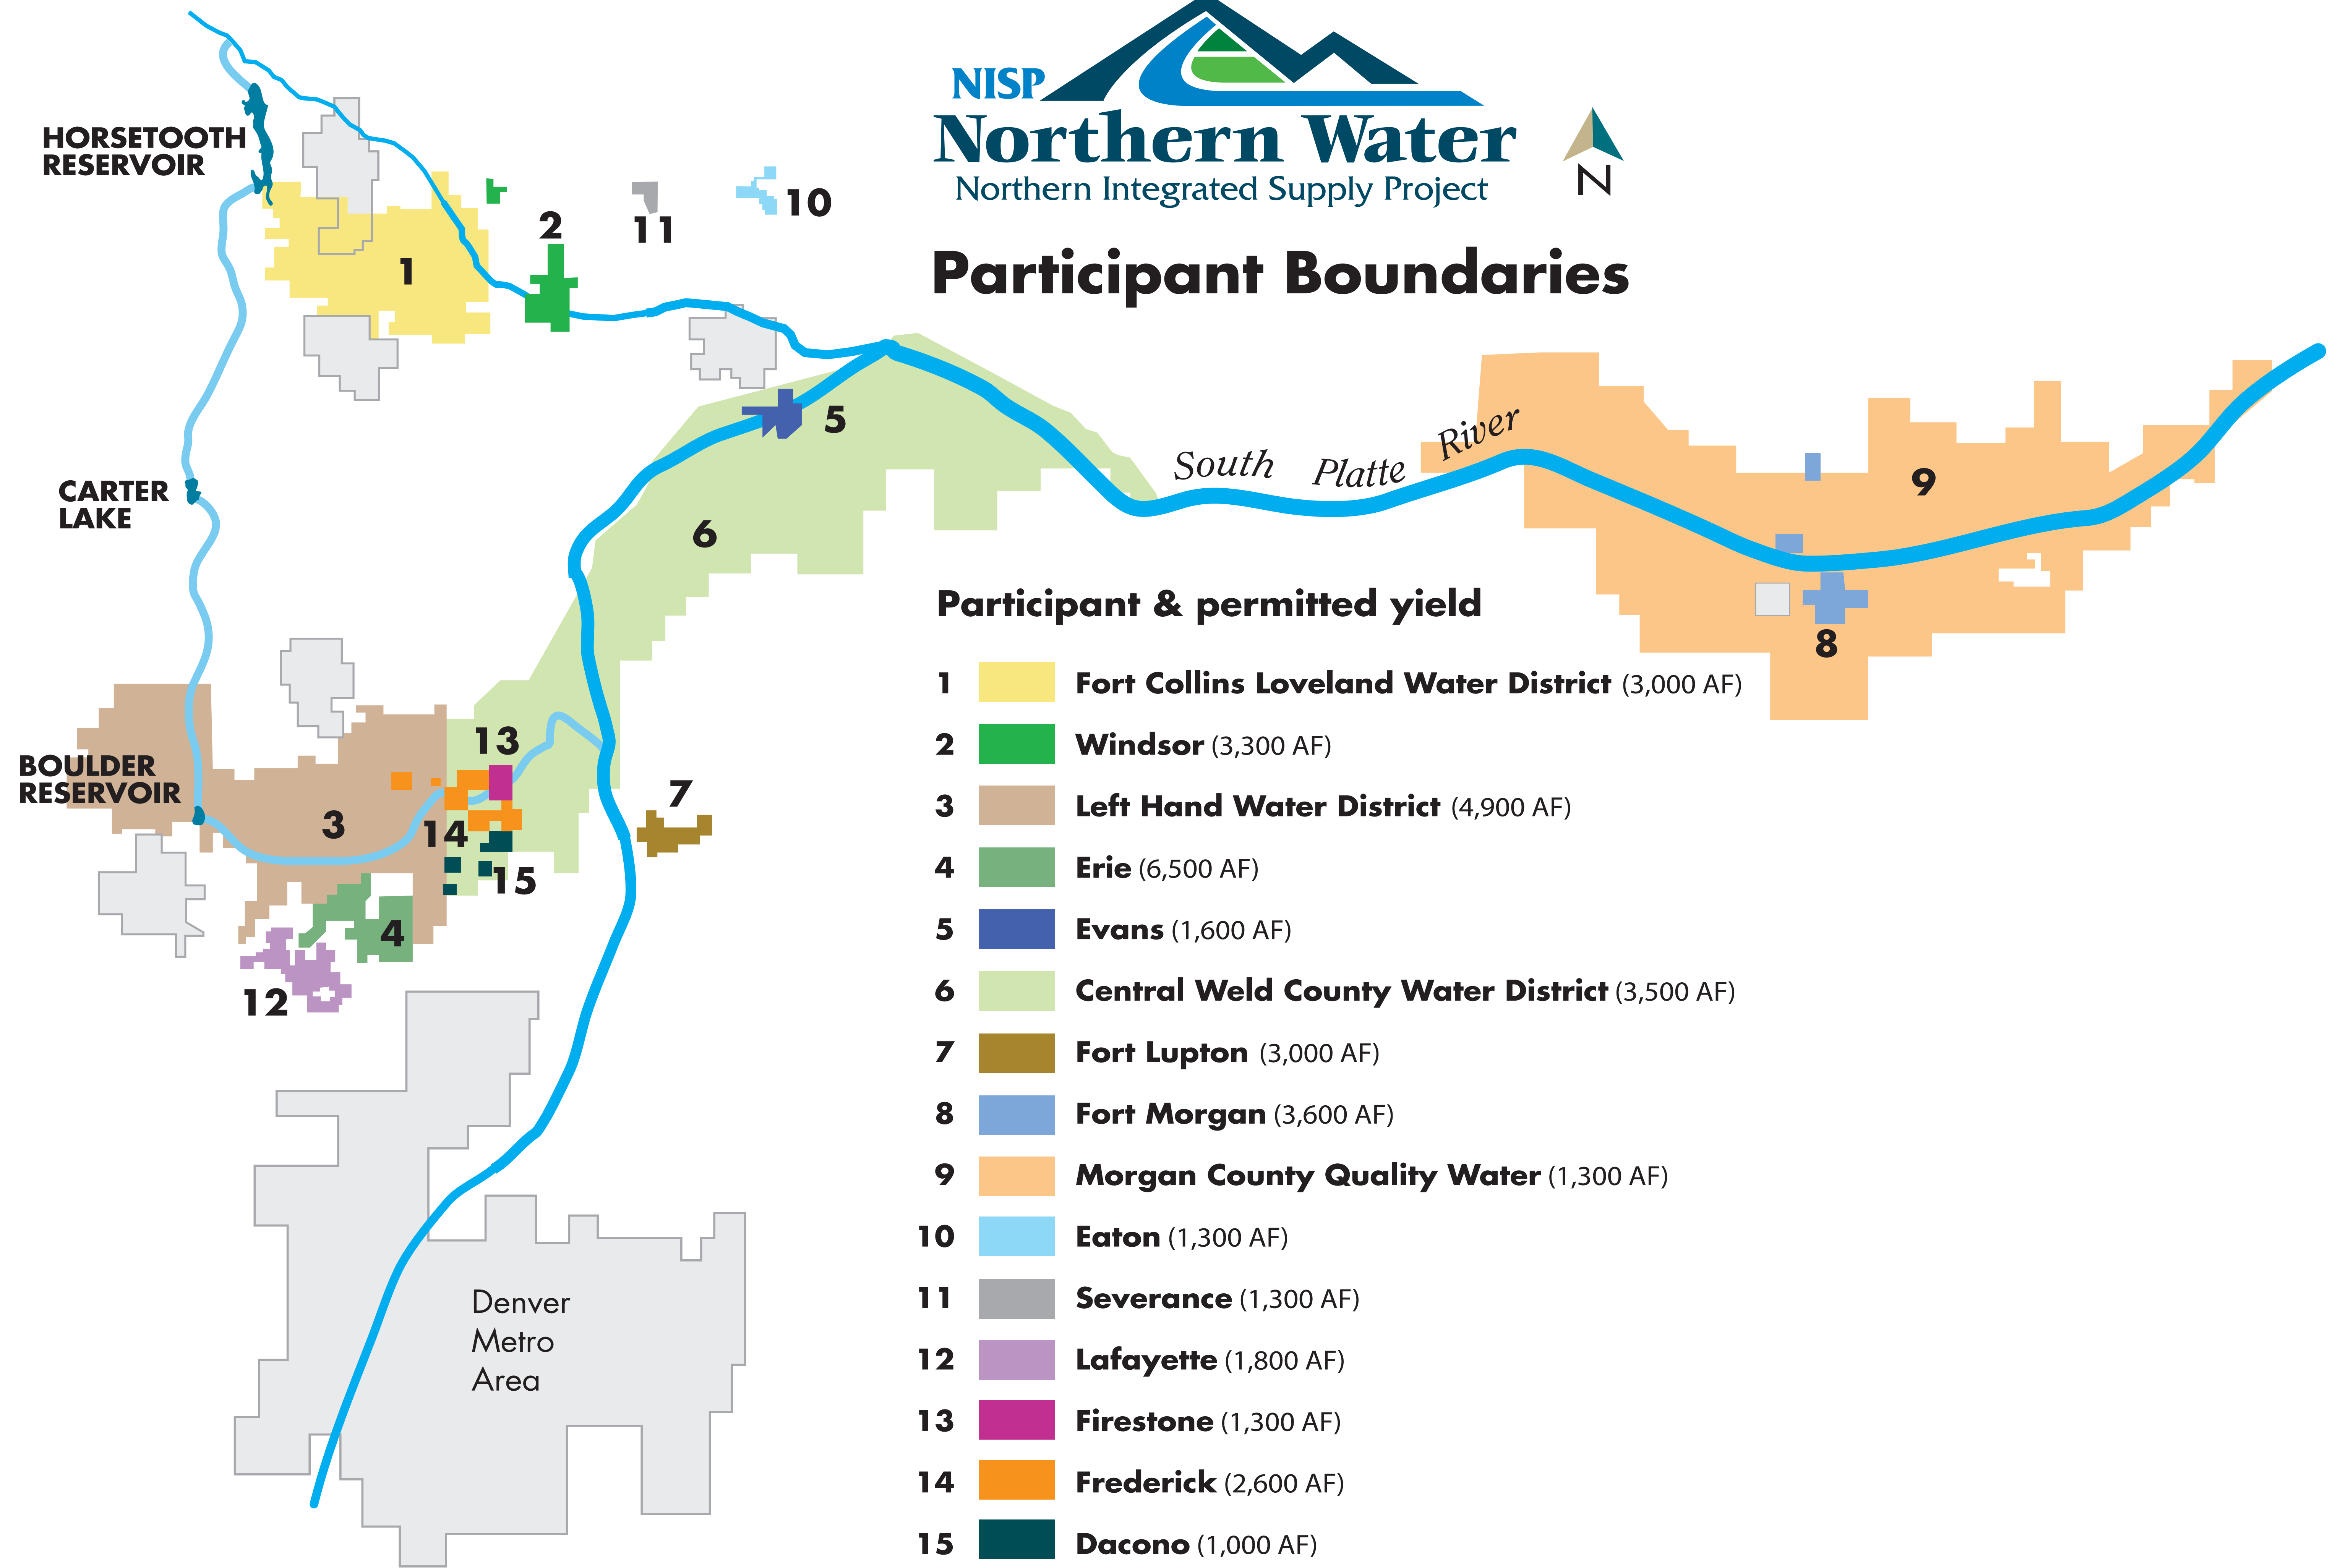 NISP
Northern Water
Northern Integrated Supply Project
N
Participant Boundaries
HORSETOOTH
RESERVOIR
1
2
11
10
CARTER
LAKE
5
6
South Platte River
9
8
BOULDER
RESERVOIR
3
13
14
15
7
4
12
Denver
Metro
Area
Participant & permitted yield
1 Fort Collins Loveland Water District (3,000 AF)
2 Windsor (3,300 AF)
3 Left Hand Water District (4,900 AF)
4 Erie (6,500 AF)
5 Evans (1,600 AF)
6 Central Weld County Water District (3,500 AF)
7 Fort Lupton (3,000 AF)
8 Fort Morgan (3,600 AF)
9 Morgan County Quality Water (1,300 AF)
10 Eaton (1,300 AF)
11 Severance (1,300 AF)
12 Lafayette (1,800 AF)
13 Firestone (1,300 AF)
14 Frederick (2,600 AF)
15 Dacono (1,000 AF)